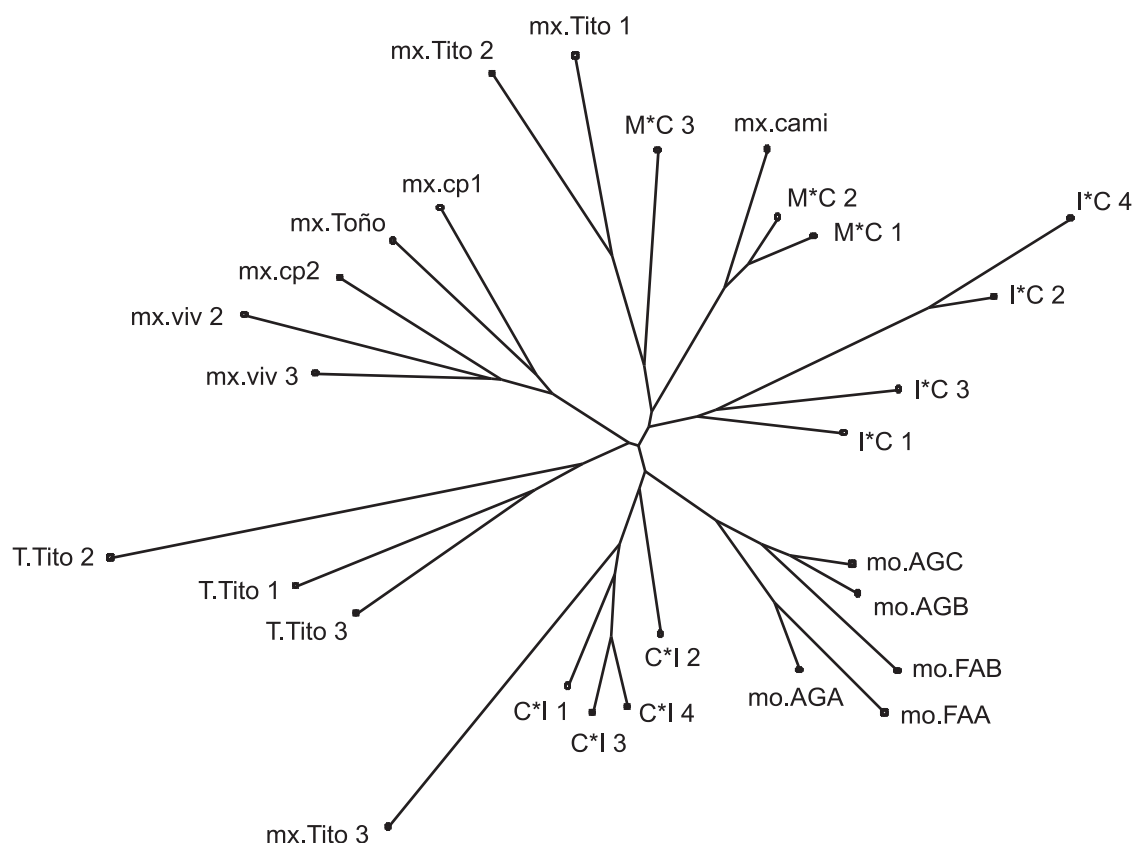 mx.Tito 1
mx.Tito 2
M*C 3
mx.cami
mx.cp1
M*C 2
I*C 4
mx.Toño
M*C 1
mx.cp2
I*C 2
mx.viv 2
mx.viv 3
I*C 3
I*C 1
T.Tito 2
mo.AGC
T.Tito 1
mo.AGB
T.Tito 3
C*I 2
mo.FAB
mo.AGA
C*I 1
C*I 4
mo.FAA
C*I 3
mx.Tito 3